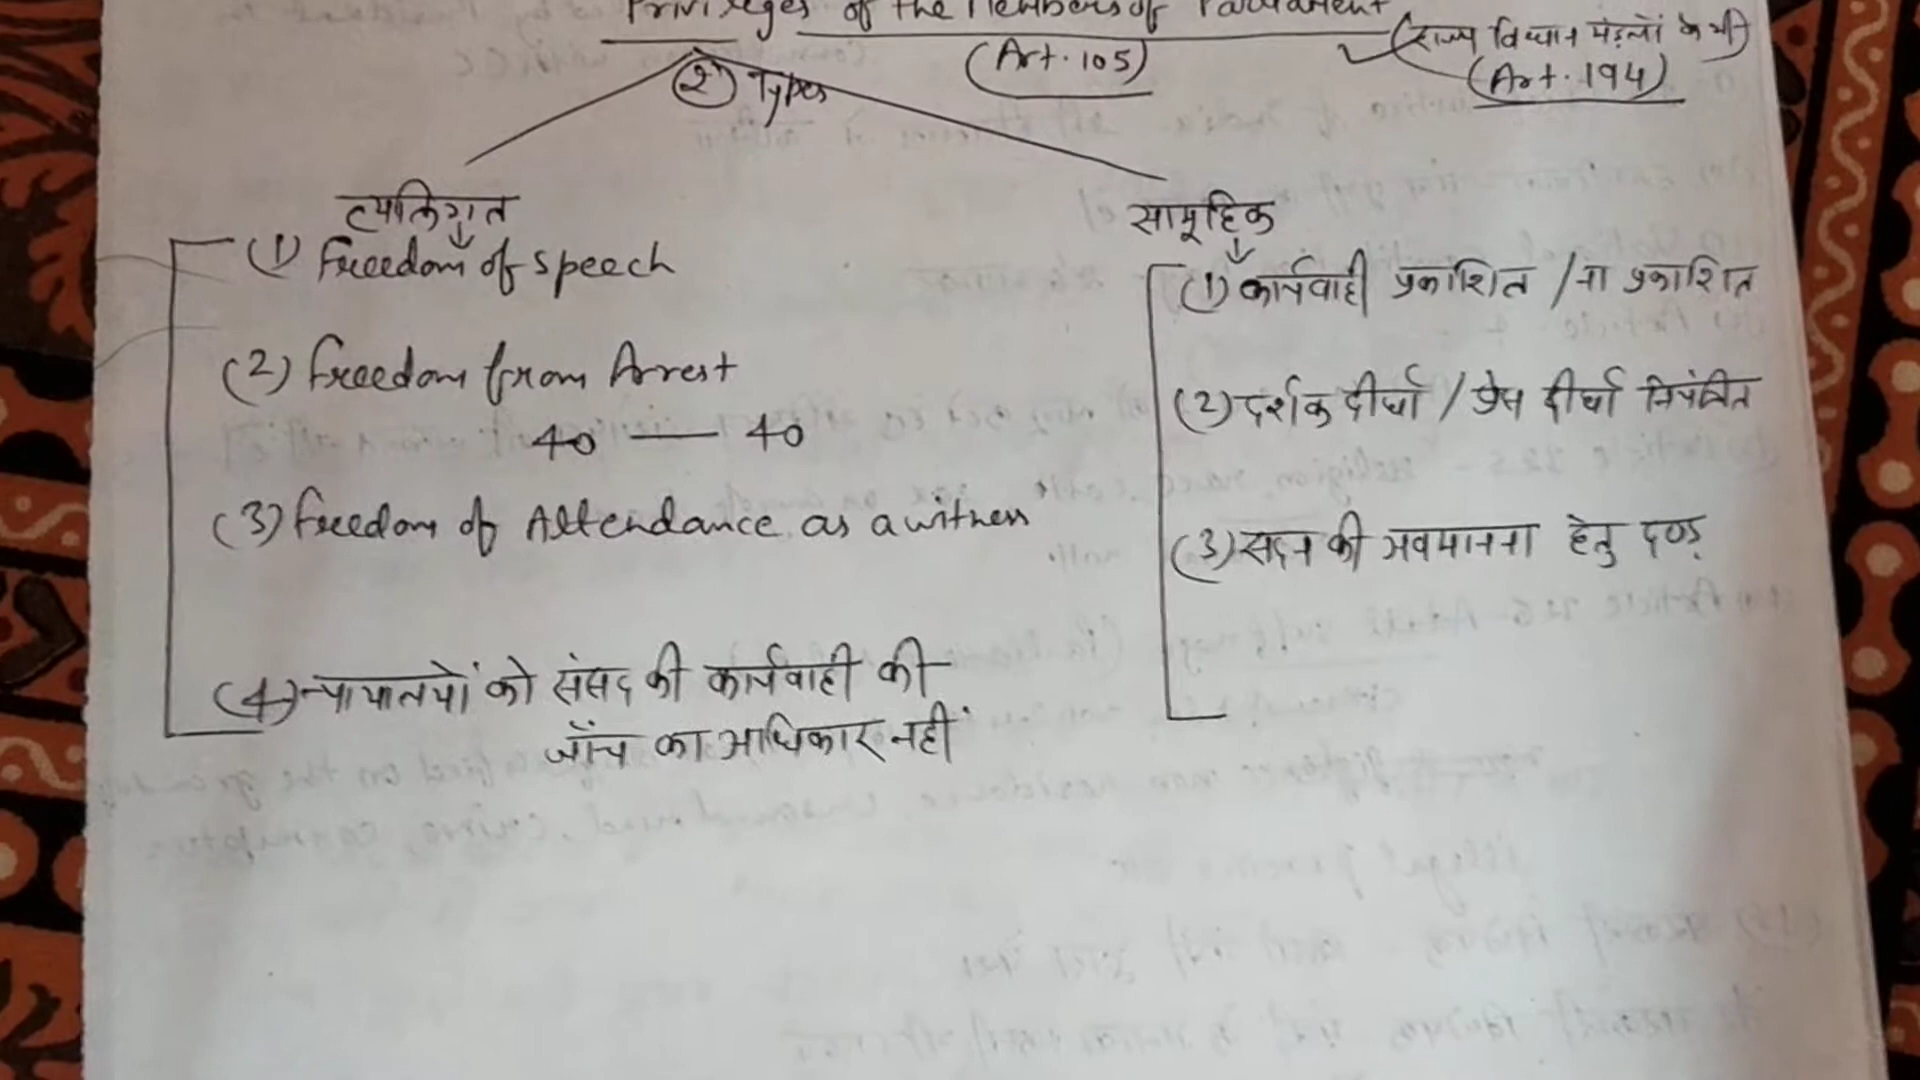 Privileges of the Members of Parliament
(राज्य विधान मंडलों के भी)
(Art. 105)
(Art. 194)
2 Types
व्यक्तिगत
(1) Freedom of speech
(2) Freedom from Arrest
40 — 40
(3) Freedom of Attendance as a witness
(4) न्यायालयों को संसद की कार्यवाही की
जाँच का अधिकार नहीं
सामूहिक
(1) कार्यवाही प्रकाशित / ना प्रकाशित
(2) दर्शक दीर्घा / प्रेस दीर्घा नियंत्रित
(3) सदन की अवमानना हेतु दण्ड